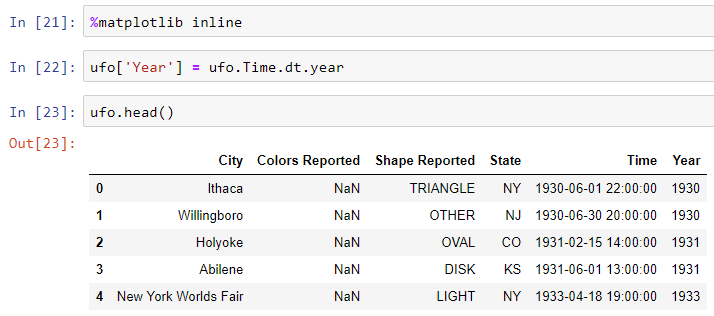 In [21]: %matplotlib inline
In [22]: ufo['Year'] = ufo.Time.dt.year
In [23]: ufo.head()
Out[23]:
City Colors Reported Shape Reported State Time Year
0 Ithaca NaN TRIANGLE NY 1930-06-01 22:00:00 1930
1 Willingboro NaN OTHER NJ 1930-06-30 20:00:00 1930
2 Holyoke NaN OVAL CO 1931-02-15 14:00:00 1931
3 Abilene NaN DISK KS 1931-06-01 13:00:00 1931
4 New York Worlds Fair NaN LIGHT NY 1933-04-18 19:00:00 1933